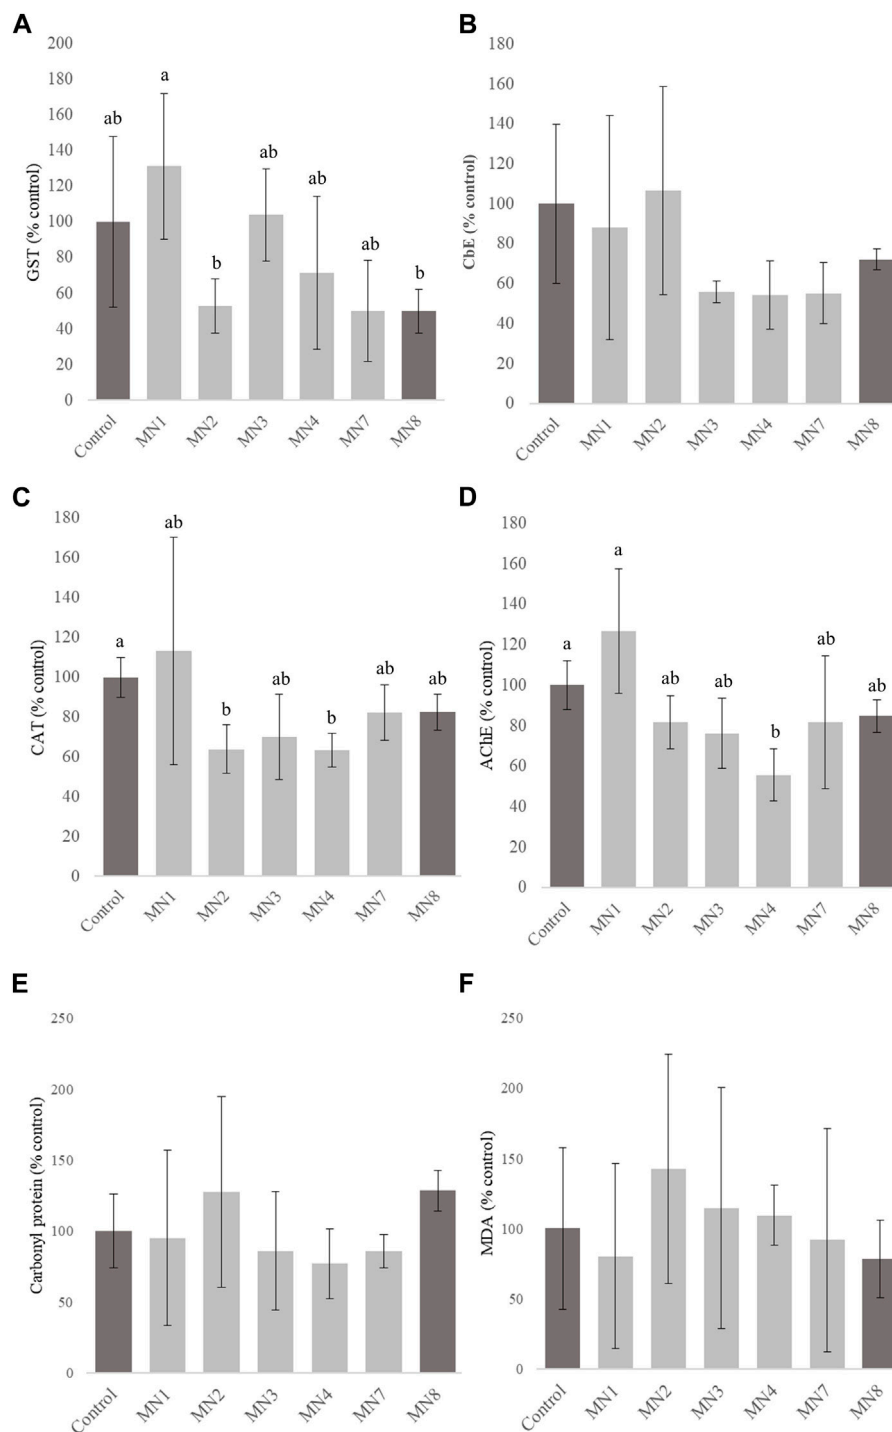 A
200
180
160
140
120
100
80
60
40
20
0
GST (% control)
ab
a
b
ab
ab
ab
b
Control
MN1
MN2
MN3
MN4
MN7
MN8
B
180
160
140
120
100
80
60
40
20
0
CbE (% control)
Control
MN1
MN2
MN3
MN4
MN7
MN8
C
180
160
140
120
100
80
60
40
20
0
CAT (% control)
a
ab
b
ab
b
ab
ab
Control
MN1
MN2
MN3
MN4
MN7
MN8
D
180
160
140
120
100
80
60
40
20
0
AChE (% control)
a
a
ab
ab
b
ab
ab
Control
MN1
MN2
MN3
MN4
MN7
MN8
E
250
200
150
100
50
0
Carbonyl protein (% control)
Control
MN1
MN2
MN3
MN4
MN7
MN8
F
250
200
150
100
50
0
MDA (% control)
Control
MN1
MN2
MN3
MN4
MN7
MN8